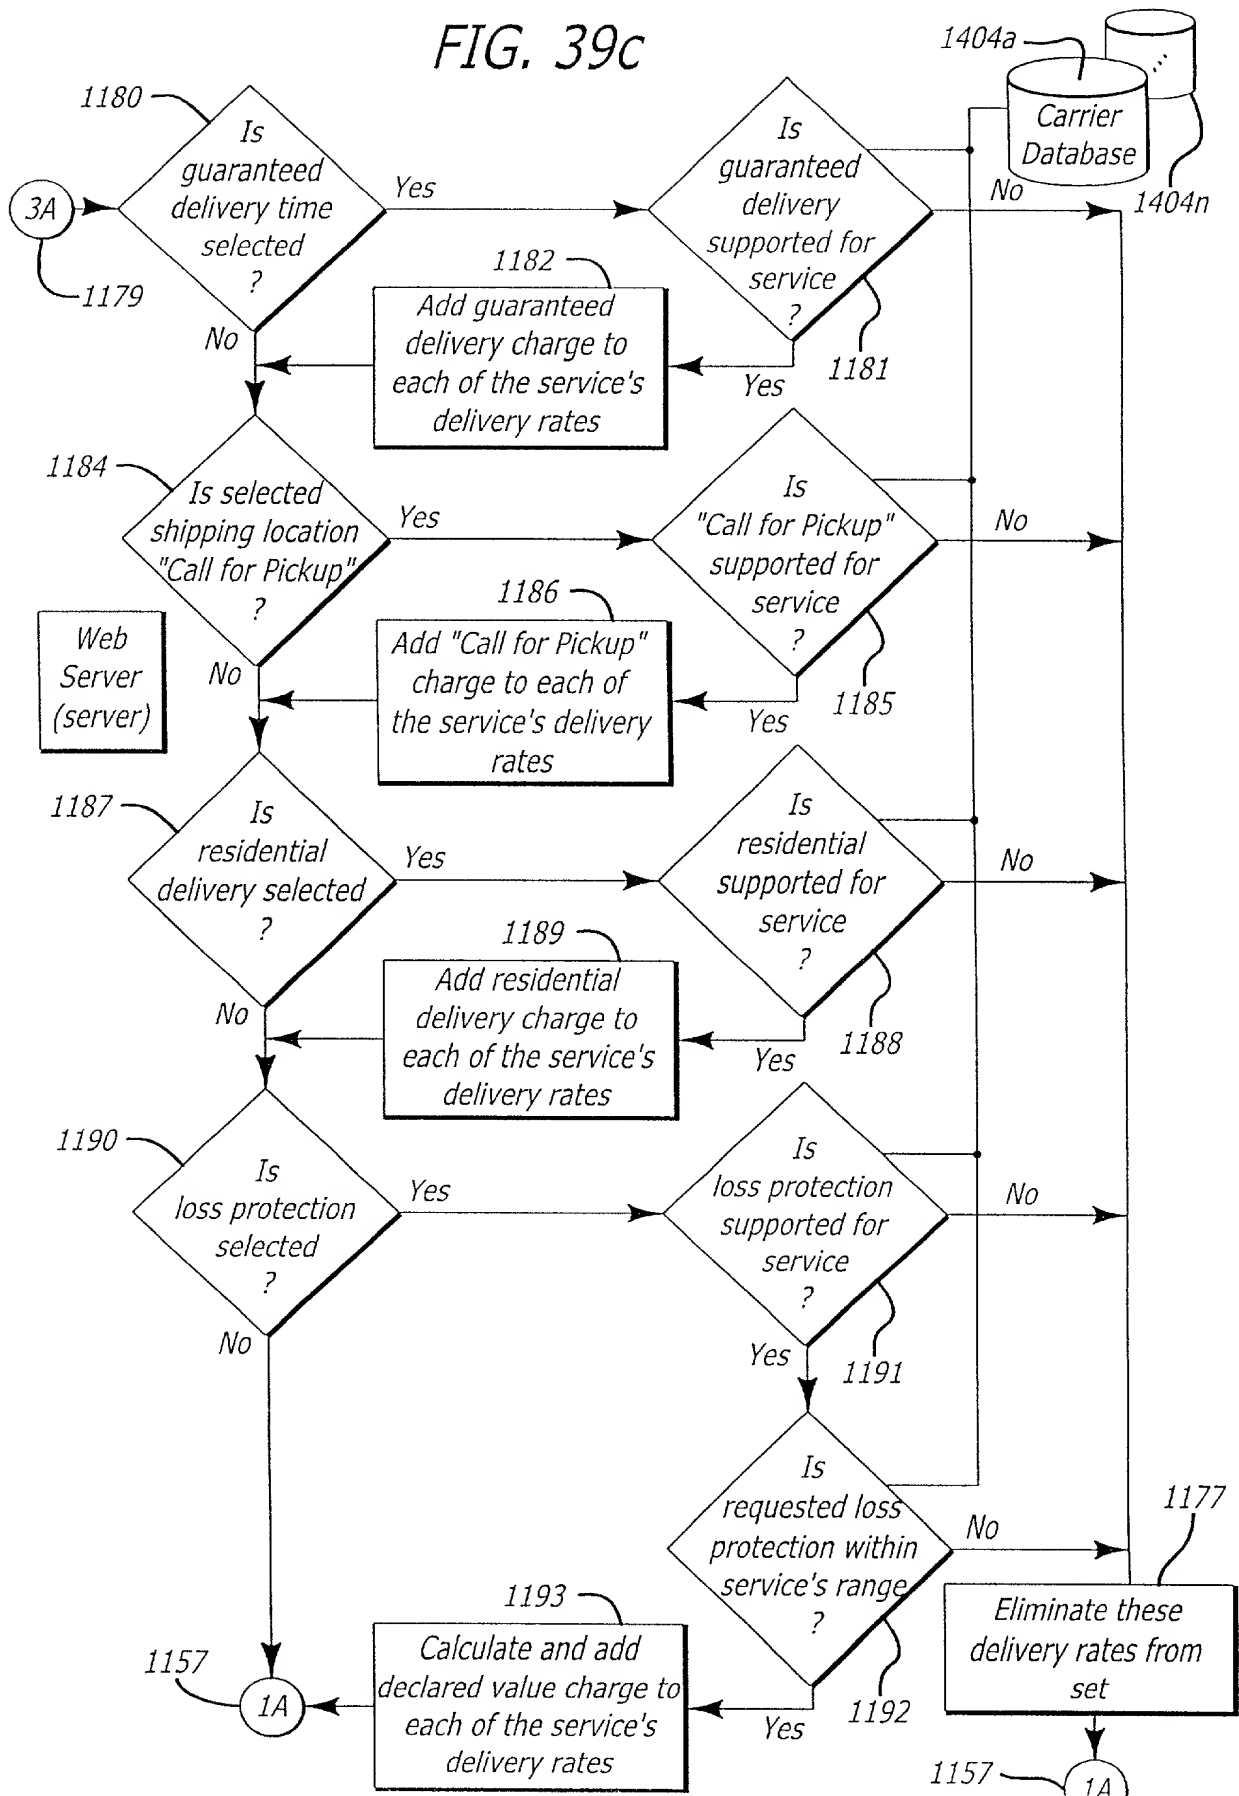 FIG. 39c
1404a
Carrier
Database
1404n
1180
Is
guaranteed
delivery time
selected
?
3A
1179
Yes
No
Is
guaranteed
delivery
supported for
service
?
1181
No
Yes
1182
Add guaranteed
delivery charge to
each of the service's
delivery rates
1184
Is selected
shipping location
"Call for Pickup"
?
Yes
No
Is
"Call for Pickup"
supported for
service
?
1185
No
Yes
1186
Add "Call for Pickup"
charge to each of
the service's delivery
rates
Web
Server
(server)
1187
Is
residential
delivery selected
?
Yes
No
Is
residential
supported for
service
?
1188
No
Yes
1189
Add residential
delivery charge to
each of the service's
delivery rates
1190
Is
loss protection
selected
?
Yes
No
Is
loss protection
supported for
service
?
1191
No
Yes
Is
requested loss
protection within
service's range
?
1192
No
Yes
1193
Calculate and add
declared value charge to
each of the service's
delivery rates
1157
1A
1177
Eliminate these
delivery rates from
set
1157
1A